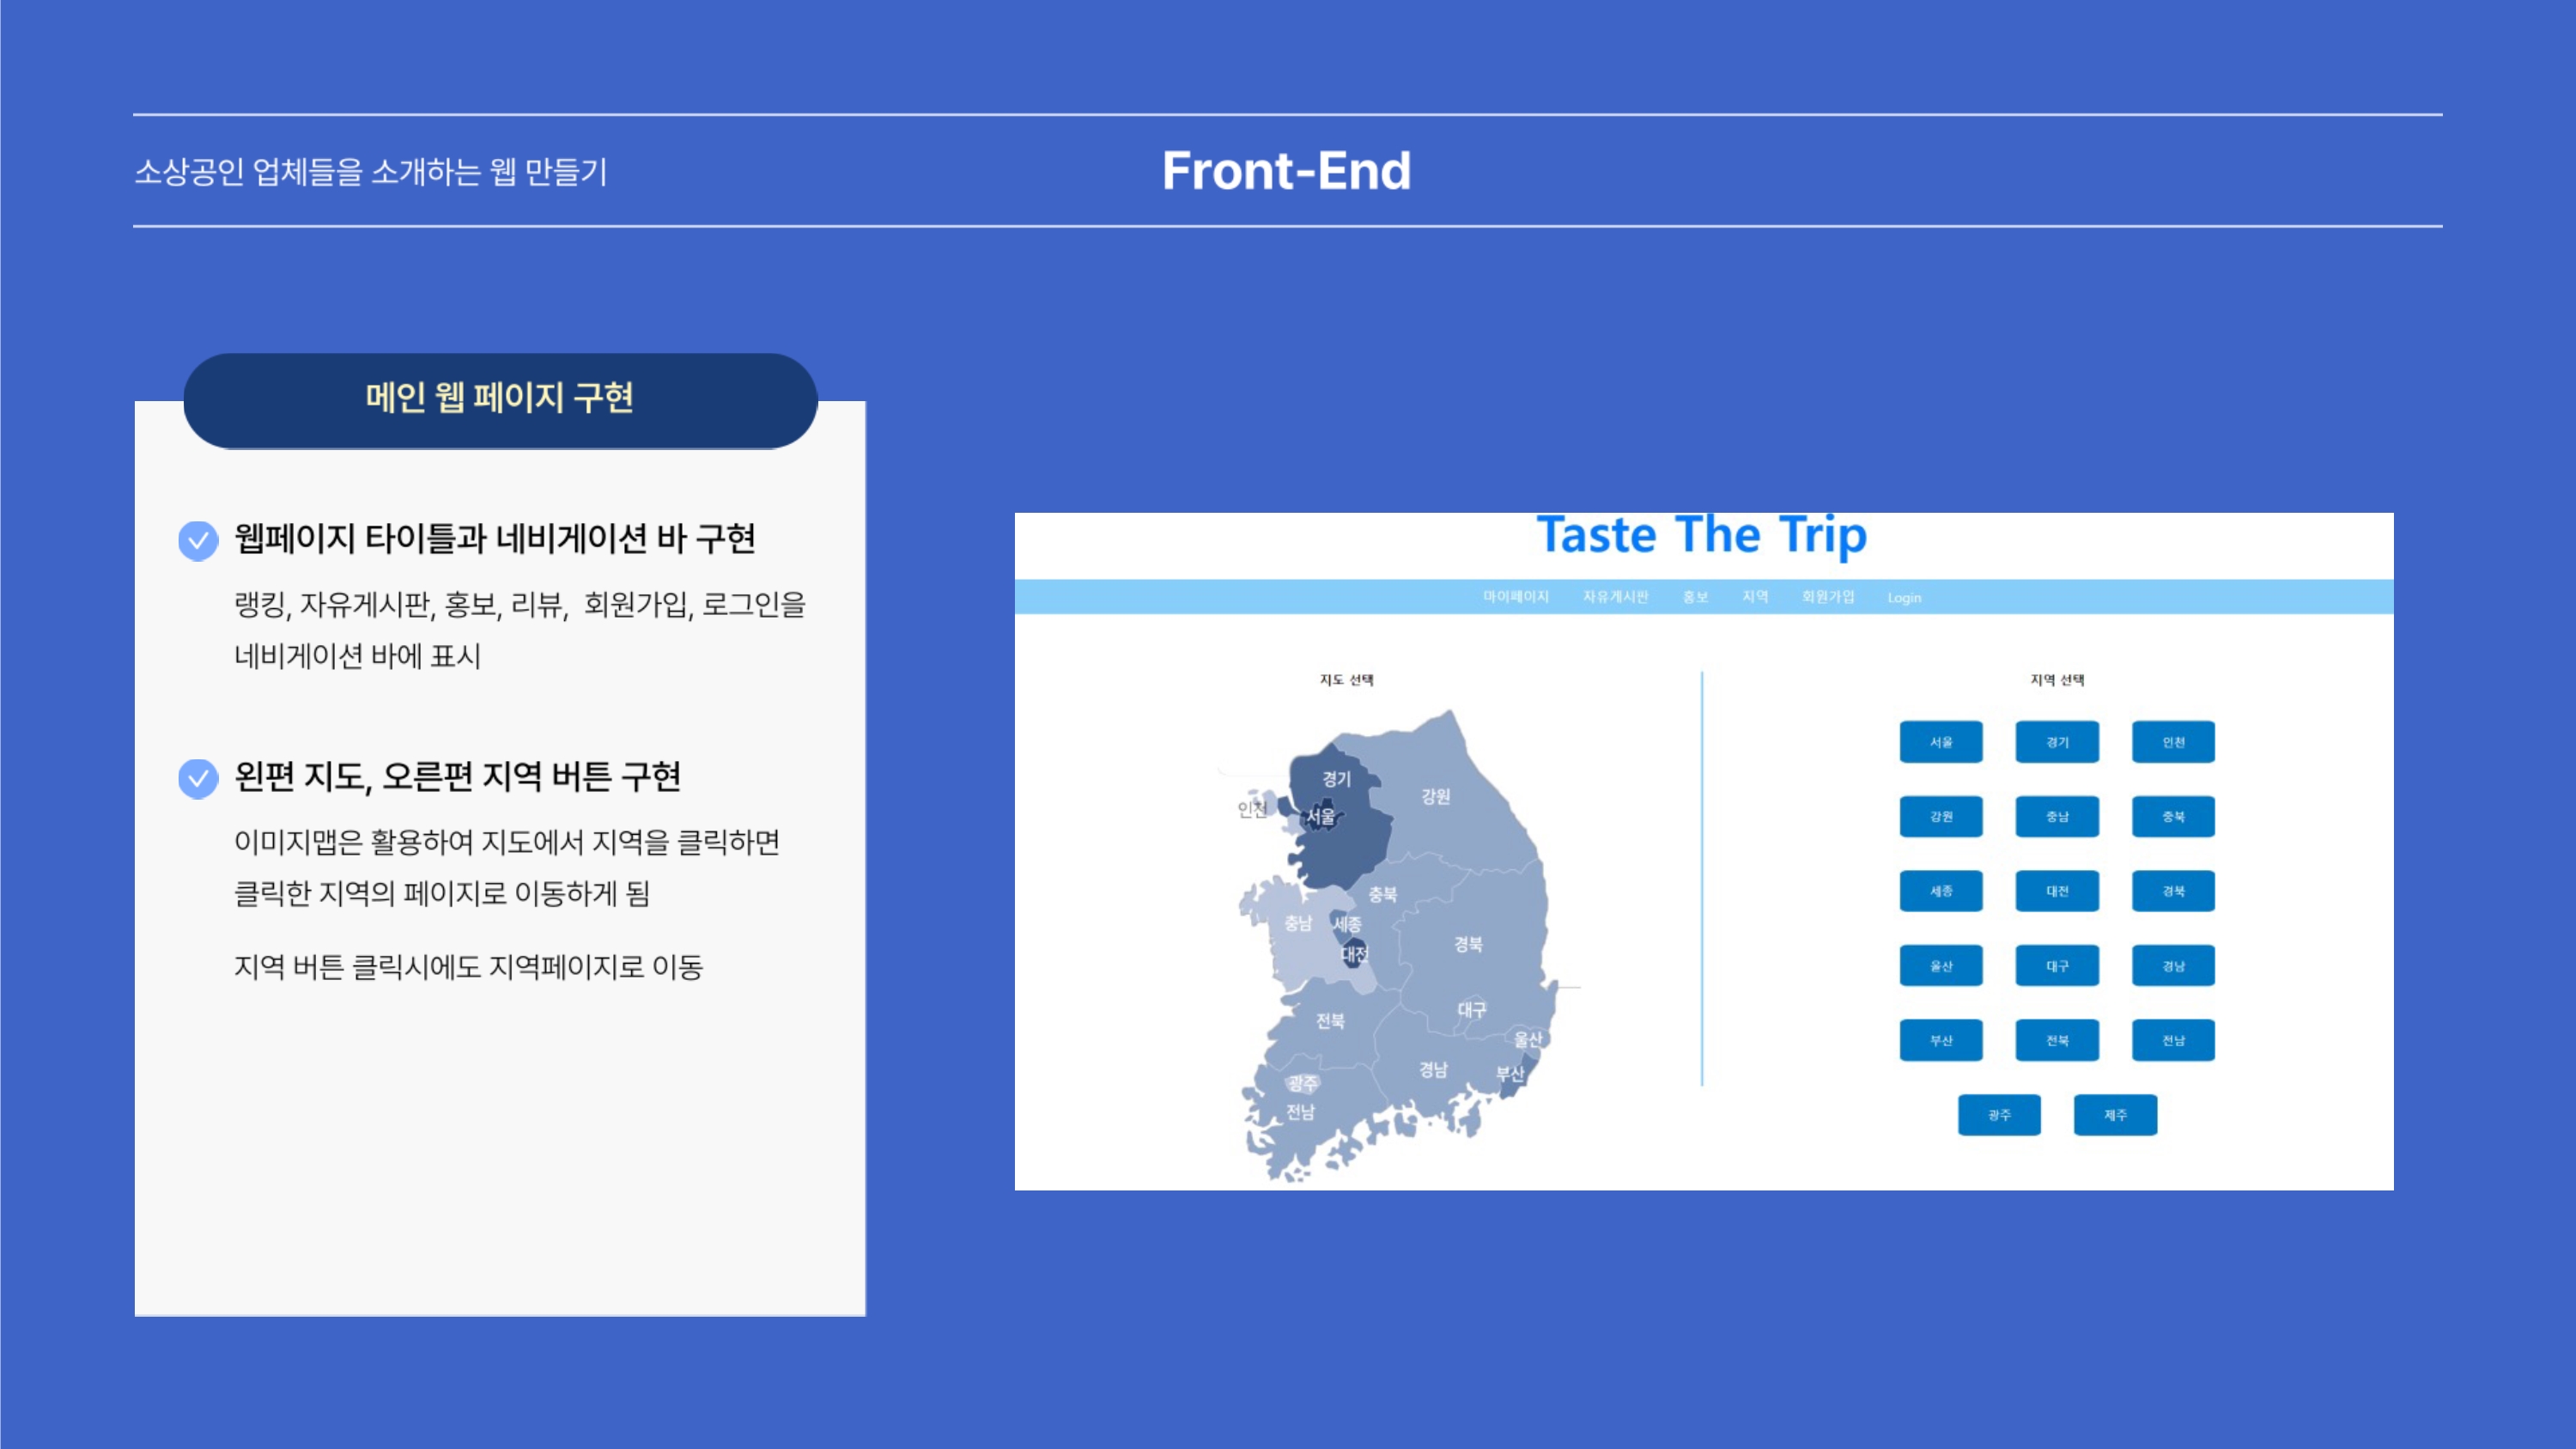 소상공인 업체들을 소개하는 웹 만들기
Front-End
메인 웹 페이지 구현
웹페이지 타이틀과 네비게이션 바 구현
랭킹, 자유게시판, 홍보, 리뷰, 회원가입, 로그인을
네비게이션 바에 표시
왼편 지도, 오른편 지역 버튼 구현
이미지맵은 활용하여 지도에서 지역을 클릭하면
클릭한 지역의 페이지로 이동하게 됨
지역 버튼 클릭시에도 지역페이지로 이동
Taste The Trip
마이페이지 자유게시판 홍보 지역 회원가입 Login
지도 선택
경기
강원
인천
서울
충북
충남
세종
대전
경북
대구
전북
울산
경남
부산
광주
전남
지역 선택
서울 경기 인천
강원 충남 충북
세종 대전 경북
울산 대구 경남
부산 전북 전남
광주 제주